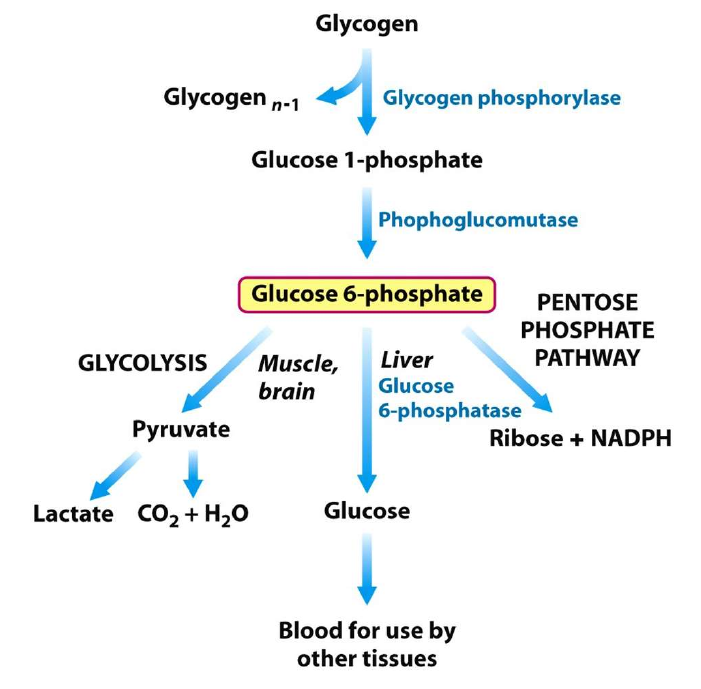 Glycogen
Glycogen n-1
Glycogen phosphorylase
Glucose 1-phosphate
Phophoglucomutase
Glucose 6-phosphate
PENTOSE
PHOSPHATE
PATHWAY
GLYCOLYSIS
Muscle,
brain
Liver
Glucose
6-phosphatase
Pyruvate
Ribose + NADPH
Lactate
CO₂ + H₂O
Glucose
Blood for use by
other tissues